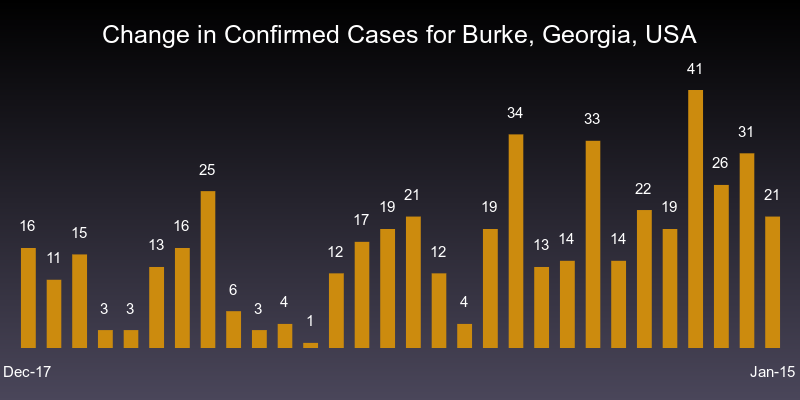 Change in Confirmed Cases for Burke, Georgia, USA
16 11 15 3 3 13 16 25 6 3 4 1 12 17 19 21 12 4 19 34 13 14 33 14 22 19 41 26 31 21
Dec-17 Jan-15